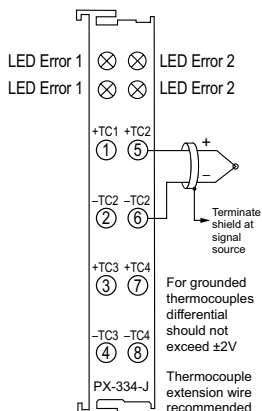 LED Error 1 LED Error 2
LED Error 1 LED Error 2
+TC1 +TC2
1 5
+
−
−TC2 −TC2
2 6
Terminate
shield at
signal
source
+TC3 +TC4
3 7
For grounded
thermocouples
differential
should not
exceed ±2V
−TC3 −TC4
4 8
PX-334-J
Thermocouple
extension wire
recommended